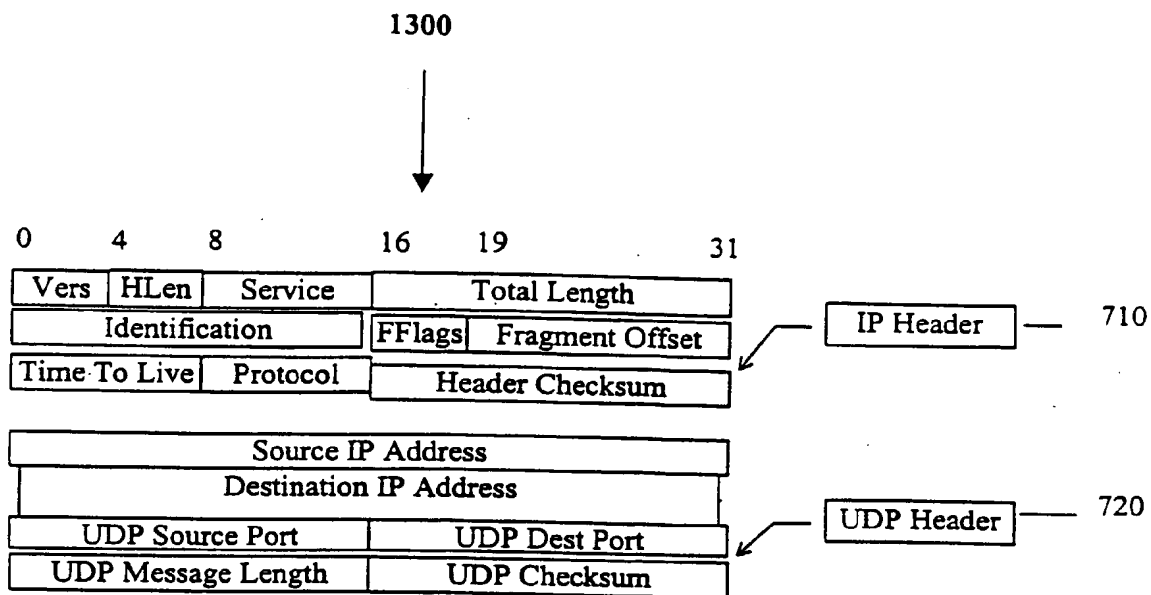 1300
0 4 8 16 19 31
Vers HLen Service Total Length
Identification FFlags Fragment Offset
IP Header 710
Time To Live Protocol Header Checksum
Source IP Address
Destination IP Address
UDP Header 720
UDP Source Port UDP Dest Port
UDP Message Length UDP Checksum